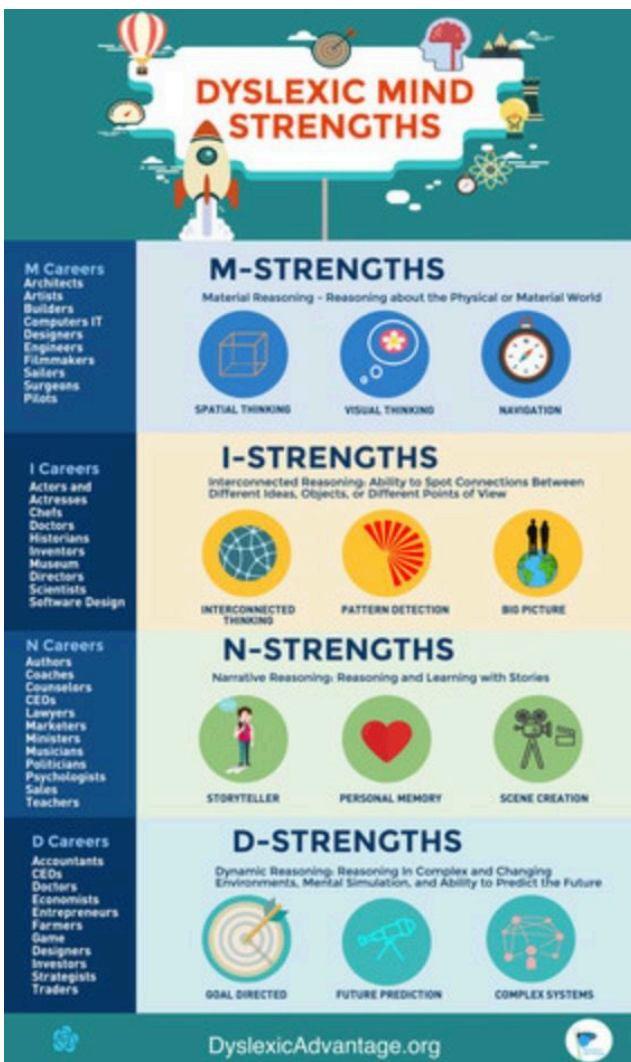 DYSLEXIC MIND
STRENGTHS
M Careers
Architects
Artists
Builders
Computers IT
Designers
Engineers
Filmmakers
Sailors
Surgeons
Pilots
M-STRENGTHS
Material Reasoning - Reasoning about the Physical or Material World
SPATIAL THINKING
VISUAL THINKING
NAVIGATION
I Careers
Actors and
Actresses
Chefs
Doctors
Historians
Inventors
Museum
Directors
Scientists
Software Design
I-STRENGTHS
Interconnected Reasoning: Ability to Spot Connections Between
Different Ideas, Objects, or Different Points of View
INTERCONNECTED
THINKING
PATTERN DETECTION
BIG PICTURE
N Careers
Authors
Coaches
Counselors
CEOs
Lawyers
Marketers
Ministers
Musicians
Politicians
Psychologists
Sales
Teachers
N-STRENGTHS
Narrative Reasoning: Reasoning and Learning with Stories
STORYTELLER
PERSONAL MEMORY
SCENE CREATION
D Careers
Accountants
CEOs
Doctors
Economists
Entrepreneurs
Farmers
Game
Designers
Investors
Strategists
Traders
D-STRENGTHS
Dynamic Reasoning: Reasoning In Complex and Changing
Environments, Mental Simulation, and Ability to Predict the Future
GOAL DIRECTED
FUTURE PREDICTION
COMPLEX SYSTEMS
DyslexicAdvantage.org